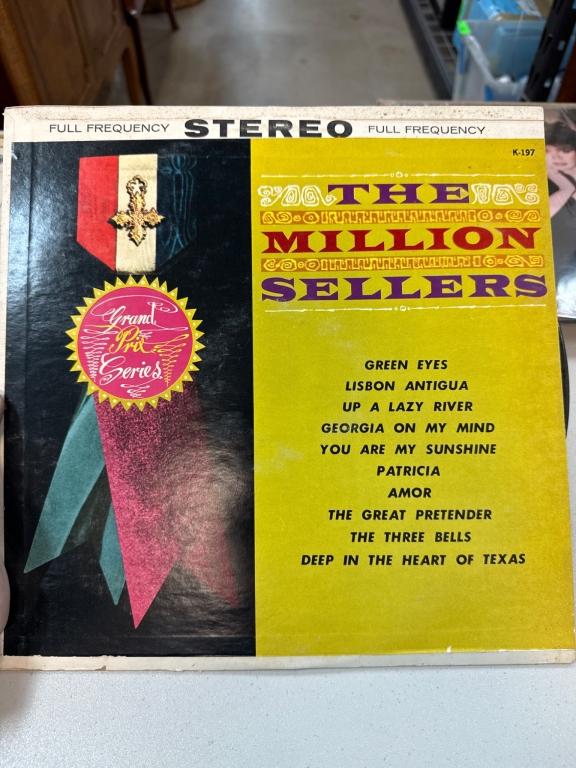 FULL FREQUENCY STEREO FULL FREQUENCY
K-197
THE
MILLION
SELLERS
Grand
Prix
Series
GREEN EYES
LISBON ANTIGUA
UP A LAZY RIVER
GEORGIA ON MY MIND
YOU ARE MY SUNSHINE
PATRICIA
AMOR
THE GREAT PRETENDER
THE THREE BELLS
DEEP IN THE HEART OF TEXAS